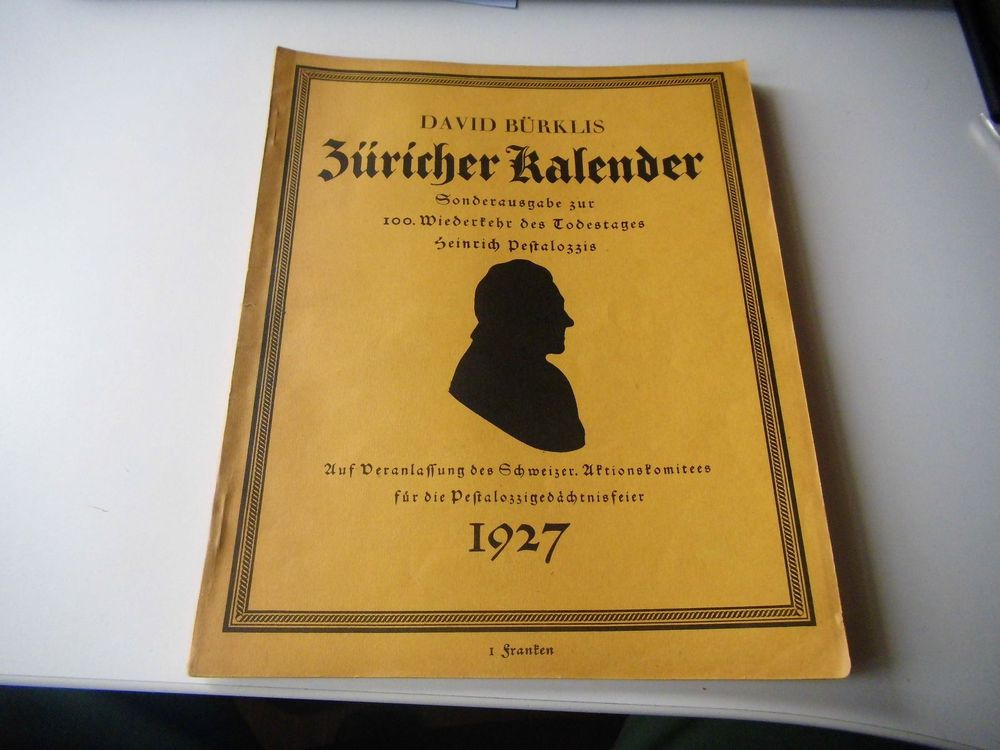 DAVID BÜRKLIS
Züricher Kalender
Sonderausgabe zur
100. Wiederkehr des Todestages
Heinrich Pestalozzis
Auf Veranlassung des Schweizer. Aktionskomitees
für die Pestalozzigedächtnisfeier
1927
1 Franken